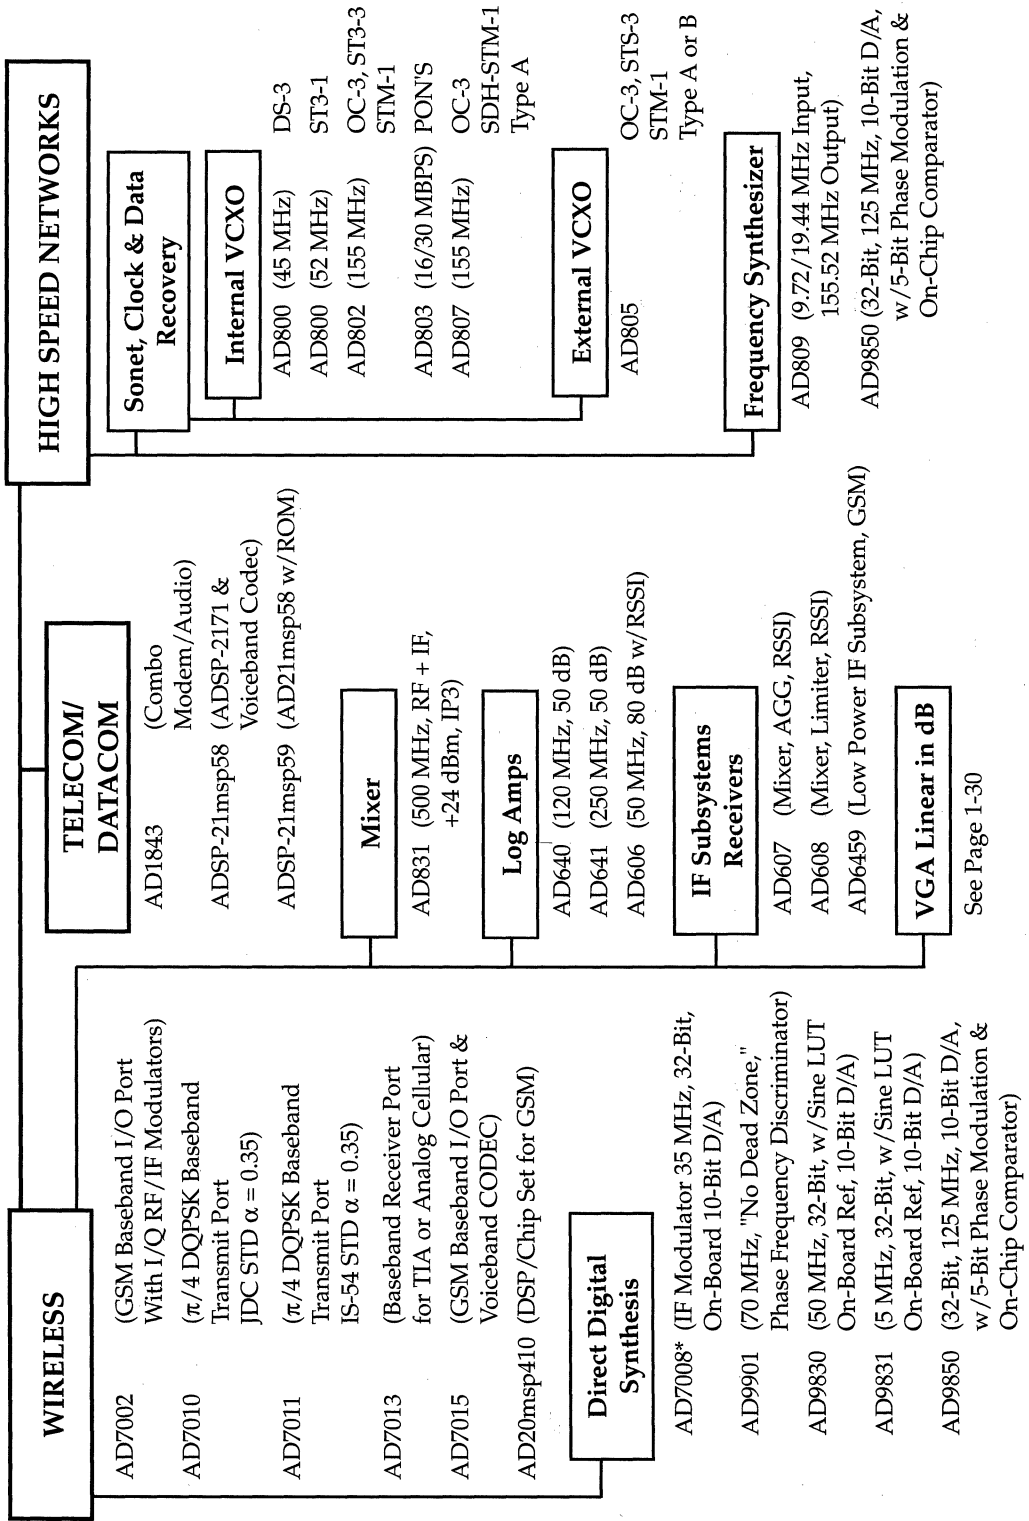 WIRELESS
AD7002 (GSM Baseband I/O Port
With I/Q RF/IF Modulators)
AD7010 (π/4 DQPSK Baseband
Transmit Port
JDC STD α = 0.35)
AD7011 (π/4 DQPSK Baseband
Transmit Port
IS-54 STD α = 0.35)
AD7013 (Baseband Receiver Port
for TIA or Analog Cellular)
AD7015 (GSM Baseband I/O Port &
Voiceband CODEC)
AD20msp410 (DSP/Chip Set for GSM)
Direct Digital
Synthesis
AD7008* (IF Modulator 35 MHz, 32-Bit,
On-Board 10-Bit D/A)
AD9901 (70 MHz, "No Dead Zone,"
Phase Frequency Discriminator)
AD9830 (50 MHz, 32-Bit, w/Sine LUT
On-Board Ref, 10-Bit D/A)
AD9831 (5 MHz, 32-Bit, w/Sine LUT
On-Board Ref, 10-Bit D/A)
AD9850 (32-Bit, 125 MHz, 10-Bit D/A,
w/5-Bit Phase Modulation &
On-Chip Comparator)
TELECOM/
DATACOM
AD1843 (Combo
Modem/Audio)
ADSP-21msp58 (ADSP-2171 &
Voiceband Codec)
ADSP-21msp59 (AD21msp58 w/ROM)
Mixer
AD831 (500 MHz, RF + IF,
+24 dBm, IP3)
Log Amps
AD640 (120 MHz, 50 dB)
AD641 (250 MHz, 50 dB)
AD606 (50 MHz, 80 dB w/RSSI)
IF Subsystems
Receivers
AD607 (Mixer, AGG, RSSI)
AD608 (Mixer, Limiter, RSSI)
AD6459 (Low Power IF Subsystem, GSM)
VGA Linear in dB
See Page 1-30
HIGH SPEED NETWORKS
Sonet, Clock & Data
Recovery
Internal VCXO
AD800 (45 MHz) DS-3
AD800 (52 MHz) ST3-1
AD802 (155 MHz) OC-3, ST3-3
STM-1
AD803 (16/30 MBPS) PON'S
AD807 (155 MHz) OC-3
SDH-STM-1
Type A
External VCXO
AD805 OC-3, STS-3
STM-1
Type A or B
Frequency Synthesizer
AD809 (9.72/19.44 MHz Input,
155.52 MHz Output)
AD9850 (32-Bit, 125 MHz, 10-Bit D/A,
w/5-Bit Phase Modulation &
On-Chip Comparator)